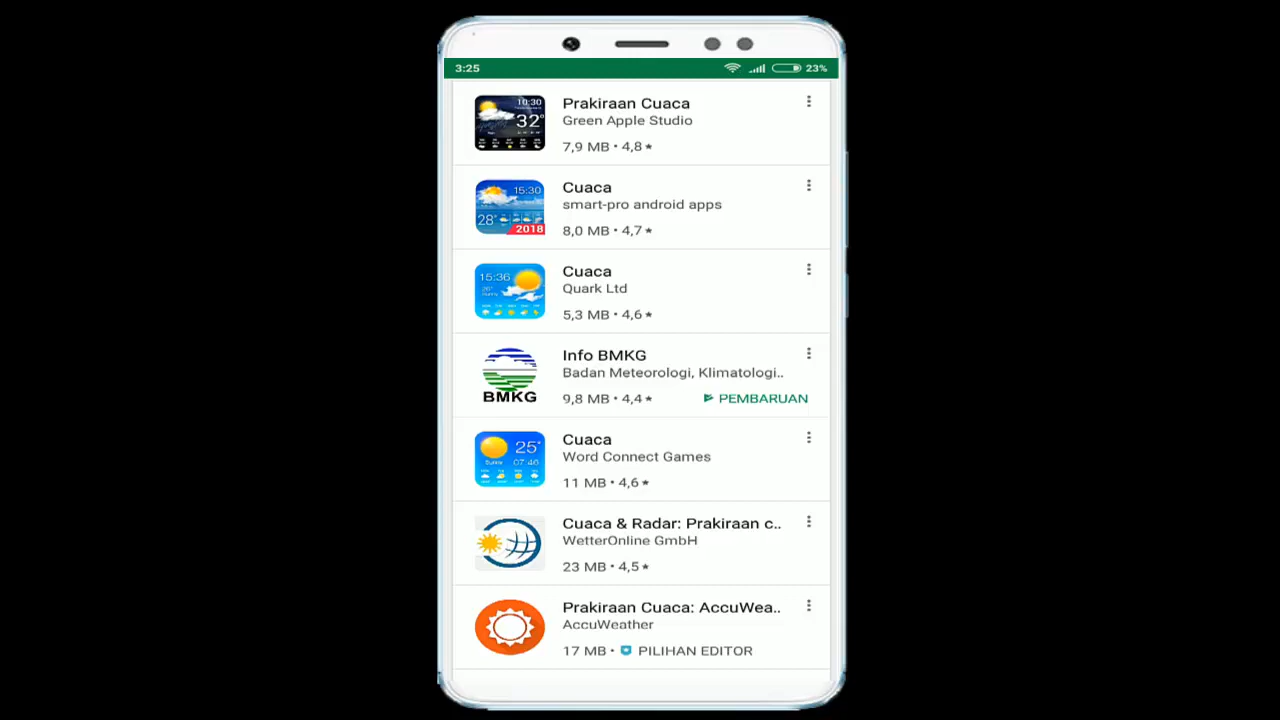 3:25
23%
10:30
32°
Prakiraan Cuaca
Green Apple Studio
7,9 MB • 4,8 ★
15:30
28°
2018
Cuaca
smart-pro android apps
8,0 MB • 4,7 ★
15:36
Cuaca
Quark Ltd
5,3 MB • 4,6 ★
BMKG
Info BMKG
Badan Meteorologi, Klimatologi..
9,8 MB • 4,4 ★
PEMBARUAN
25°
07:46
Cuaca
Word Connect Games
11 MB • 4,6 ★
Cuaca & Radar: Prakiraan c..
WetterOnline GmbH
23 MB • 4,5 ★
Prakiraan Cuaca: AccuWea..
AccuWeather
17 MB • PILIHAN EDITOR